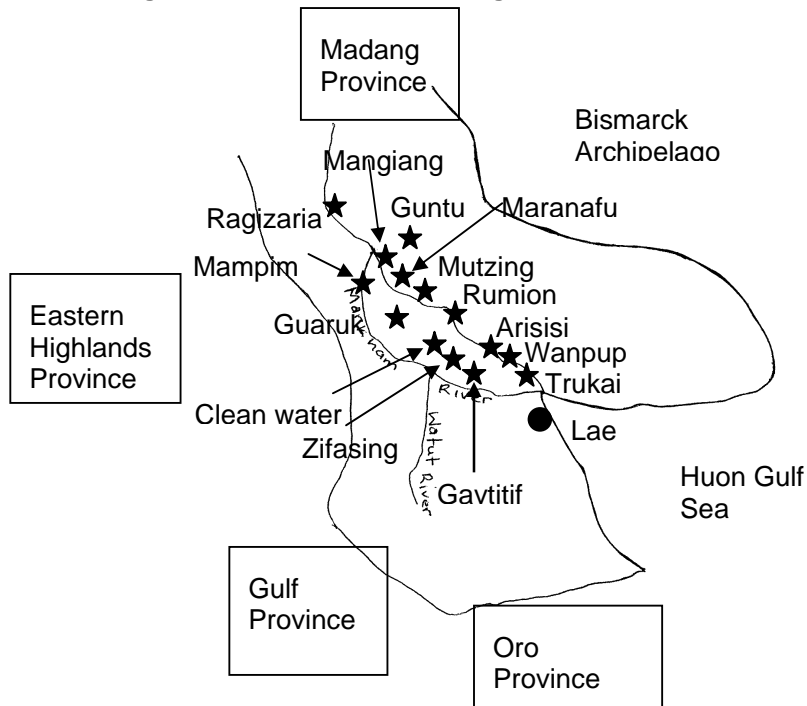 Madang
Province
Bismarck
Archipelago
Mangiang
Ragizaria
Guntu
Maranafu
Mampim
Mutzing
Rumion
Eastern
Highlands
Province
Markham
Guaruk
Arisisi
Wanpup
Trukai
River
Clean water
Zifasing
Watut River
Lae
Gavtitif
Huon Gulf
Sea
Gulf
Province
Oro
Province